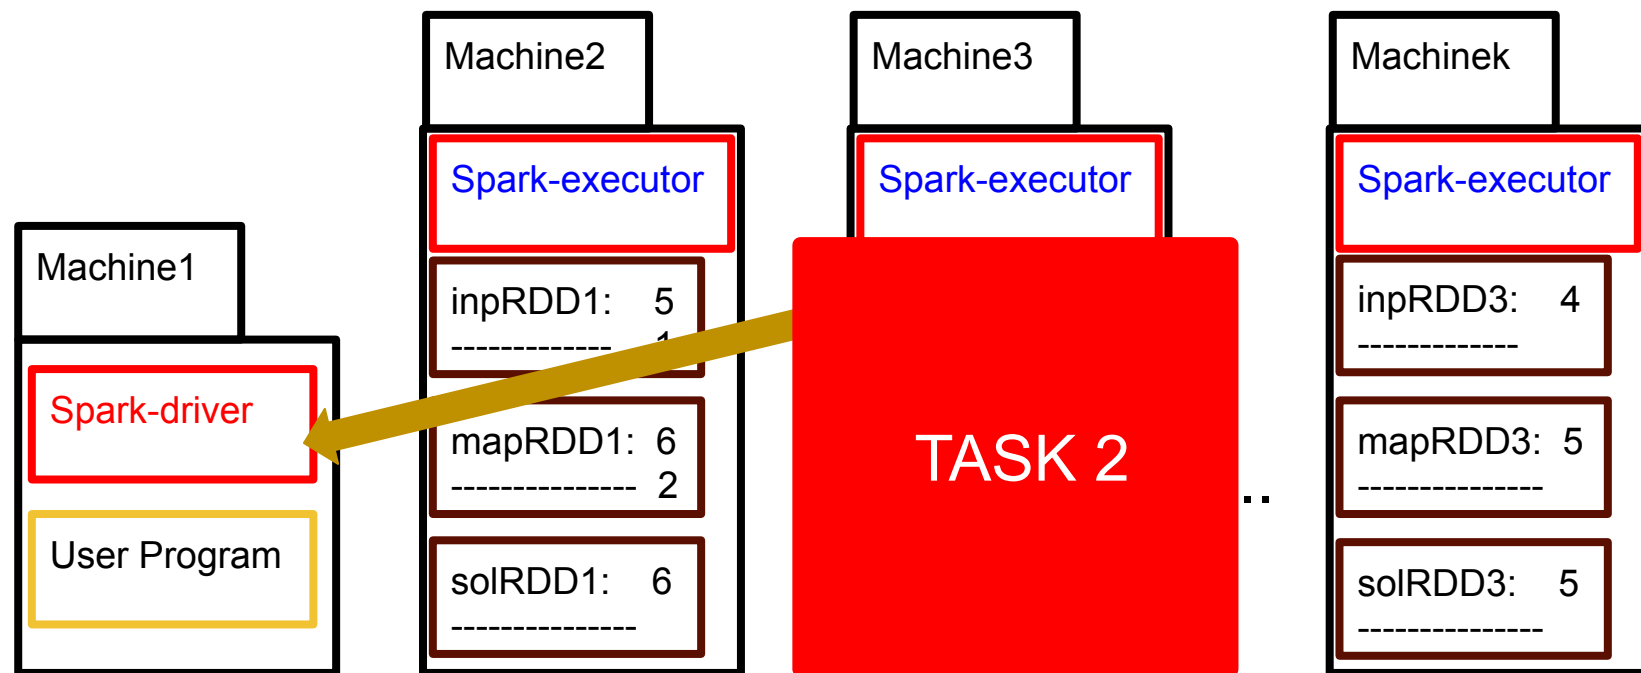 Machine1
Spark-driver
User Program
Machine2
Spark-executor
inpRDD1: 5
------------- 1
mapRDD1: 6
--------------- 2
solRDD1: 6
---------------
Machine3
Spark-executor
TASK 2
..
Machinek
Spark-executor
inpRDD3: 4
-------------
mapRDD3: 5
---------------
solRDD3: 5
---------------